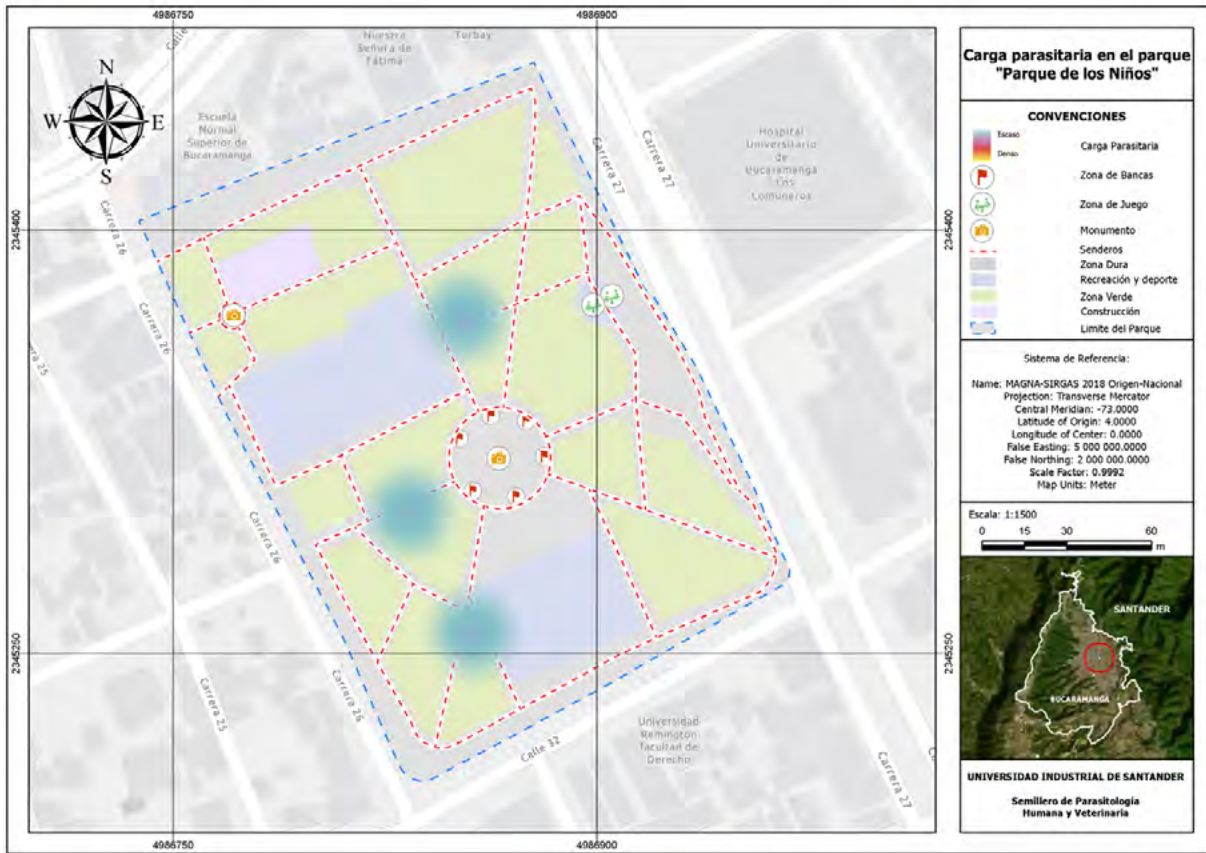 4986750
4986900
2345400
2345250
2345400
2345250
4986750
4986900
N
W
E
S
Calle
Nuestra
Señora de
Fátima
Turbay
Escuela
Normal
Superior de
Bucaramanga
Hospital
Universitario
de
Bucaramanga
Los
Comuneros
Carrera 27
Carrera 27
Carrera 26
Carrera 26
Carrera 25
Carrera 26
Carrera 26
Carrera 25
Calle 32
Universidad
Remington
facultad de
Derecho
Carrera 27
Carga parasitaria en el parque
"Parque de los Niños"
CONVENCIONES
Escaso
Denso
Carga Parasitaria
Zona de Bancas
Zona de Juego
Monumento
Senderos
Zona Dura
Recreación y deporte
Zona Verde
Construcción
Limite del Parque
Sistema de Referencia:
Name: MAGNA-SIRGAS 2018 Origen-Nacional
Projection: Transverse Mercator
Central Meridian: -73.0000
Latitude of Origin: 4.0000
Longitude of Center: 0.0000
False Easting: 5 000 000.0000
False Northing: 2 000 000.0000
Scale Factor: 0.9992
Map Units: Meter
Escala: 1:1500
0 15 30 60
m
SANTANDER
BUCARAMANGA
UNIVERSIDAD INDUSTRIAL DE SANTANDER
Semillero de Parasitología
Humana y Veterinaria